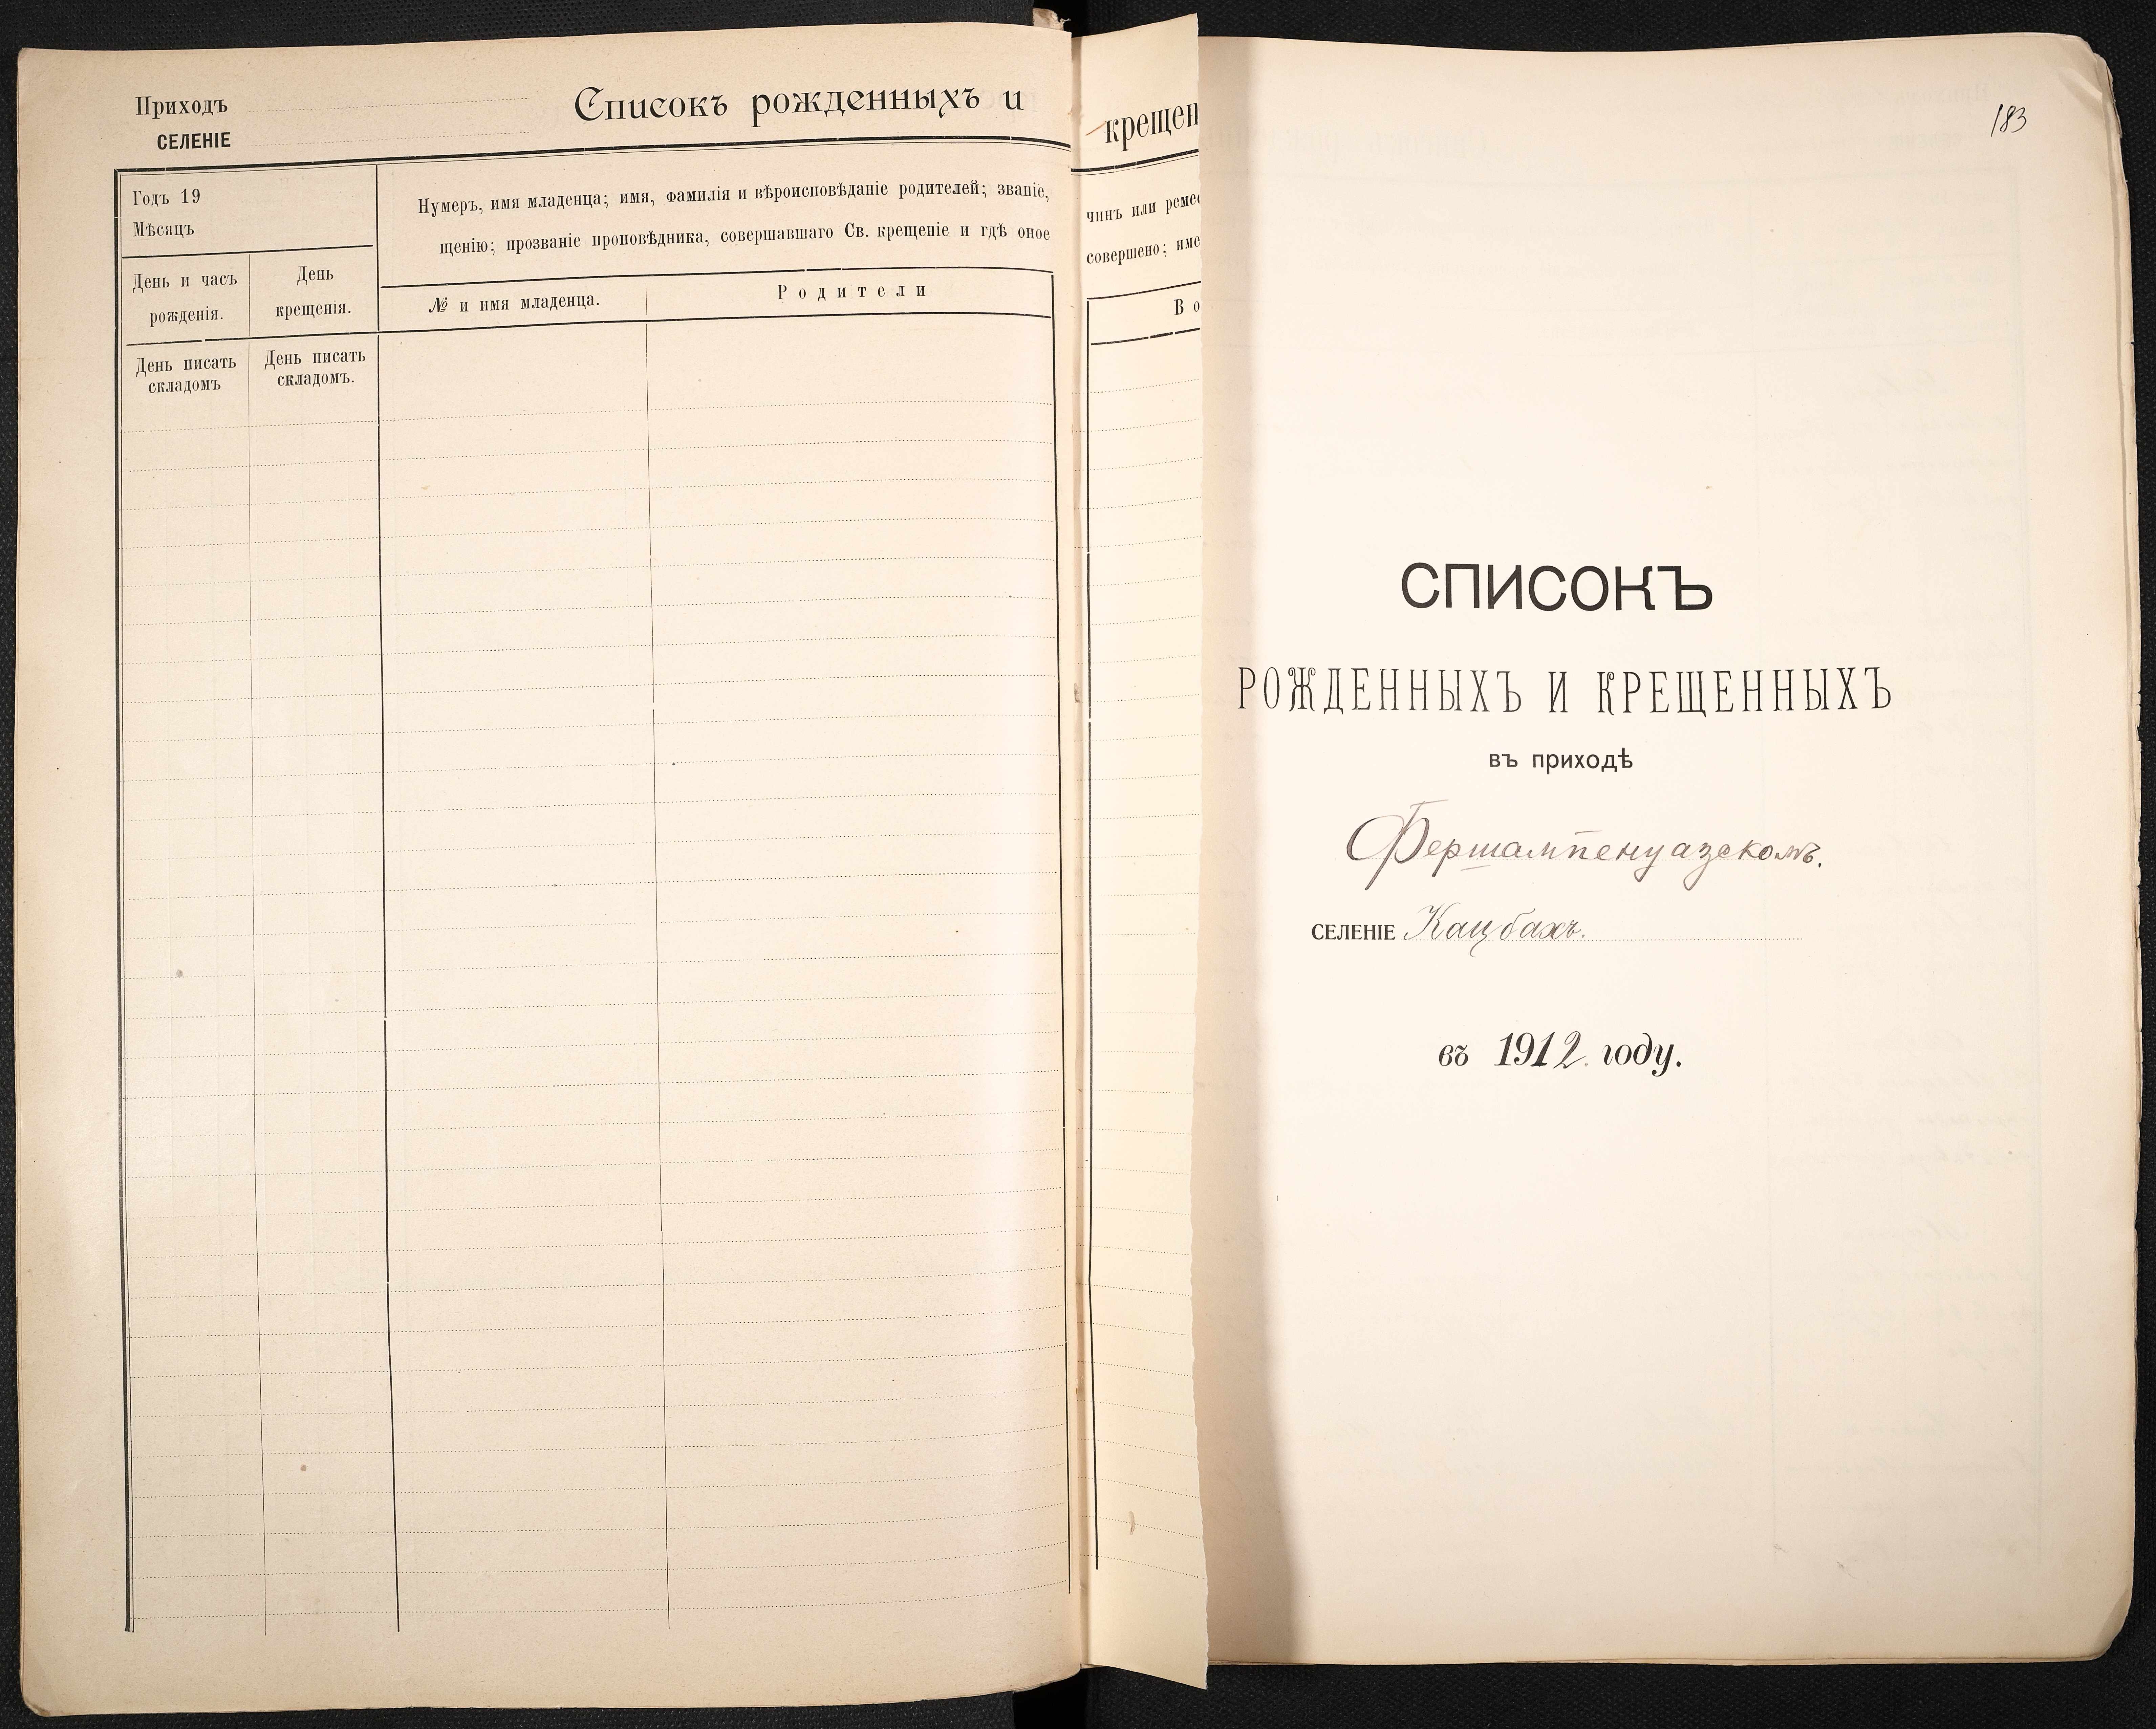 Приходъ
СЕЛЕНІЕ
Списокъ рожденныхъ и
Годъ 19
Мѣсяцъ
Нумеръ, имя младенца; имя, фамилія и вѣроисповѣданіе родителей; званіе,
щенію; прозваніе проповѣдника, совершавшаго Св. крещеніе и гдѣ оное
День и часъ
рожденія.
День
крещенія.
№ и имя младенца.
Родители
День писать
складомъ
День писать
складомъ.
крещен
чинъ или ремес
совершено; име
Во
183
СПИСОКЪ
РОЖДЕННЫХЪ И КРЕЩЕННЫХЪ
въ приходѣ
Фершампенуазскомъ.
СЕЛЕНІЕ Кацбахъ.
въ 1912 году.